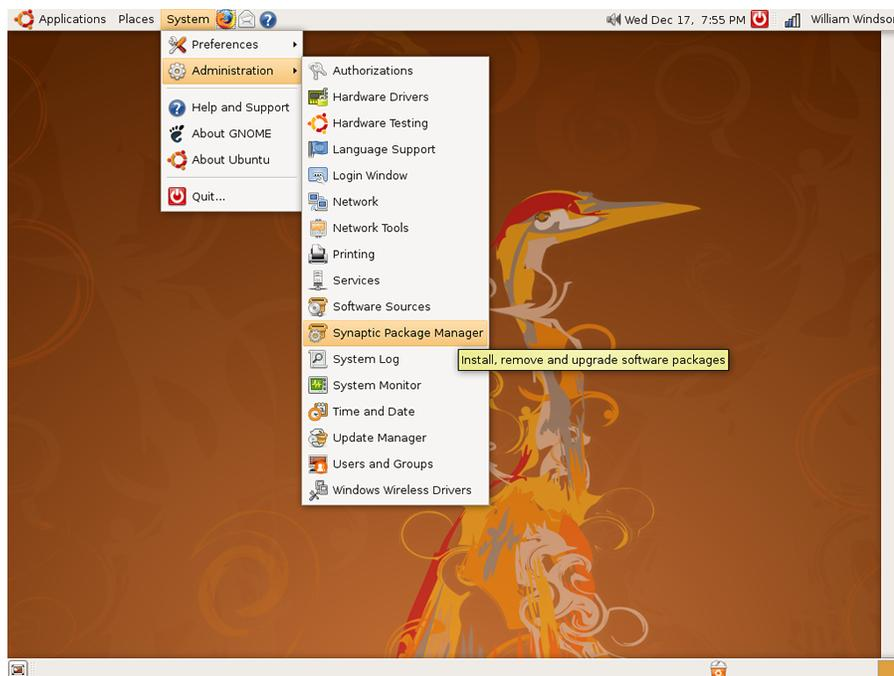 Applications Places System Wed Dec 17, 7:55 PM William Windsor
Preferences
Administration
Help and Support
About GNOME
About Ubuntu
Quit...
Authorizations
Hardware Drivers
Hardware Testing
Language Support
Login Window
Network
Network Tools
Printing
Services
Software Sources
Synaptic Package Manager
Install, remove and upgrade software packages
System Log
System Monitor
Time and Date
Update Manager
Users and Groups
Windows Wireless Drivers